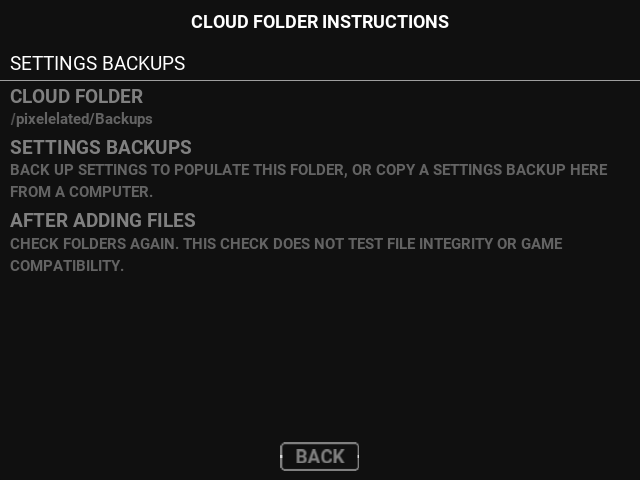 CLOUD FOLDER INSTRUCTIONS
SETTINGS BACKUPS
CLOUD FOLDER
/pixelelated/Backups
SETTINGS BACKUPS
BACK UP SETTINGS TO POPULATE THIS FOLDER, OR COPY A SETTINGS BACKUP HERE
FROM A COMPUTER.
AFTER ADDING FILES
CHECK FOLDERS AGAIN. THIS CHECK DOES NOT TEST FILE INTEGRITY OR GAME
COMPATIBILITY.
BACK